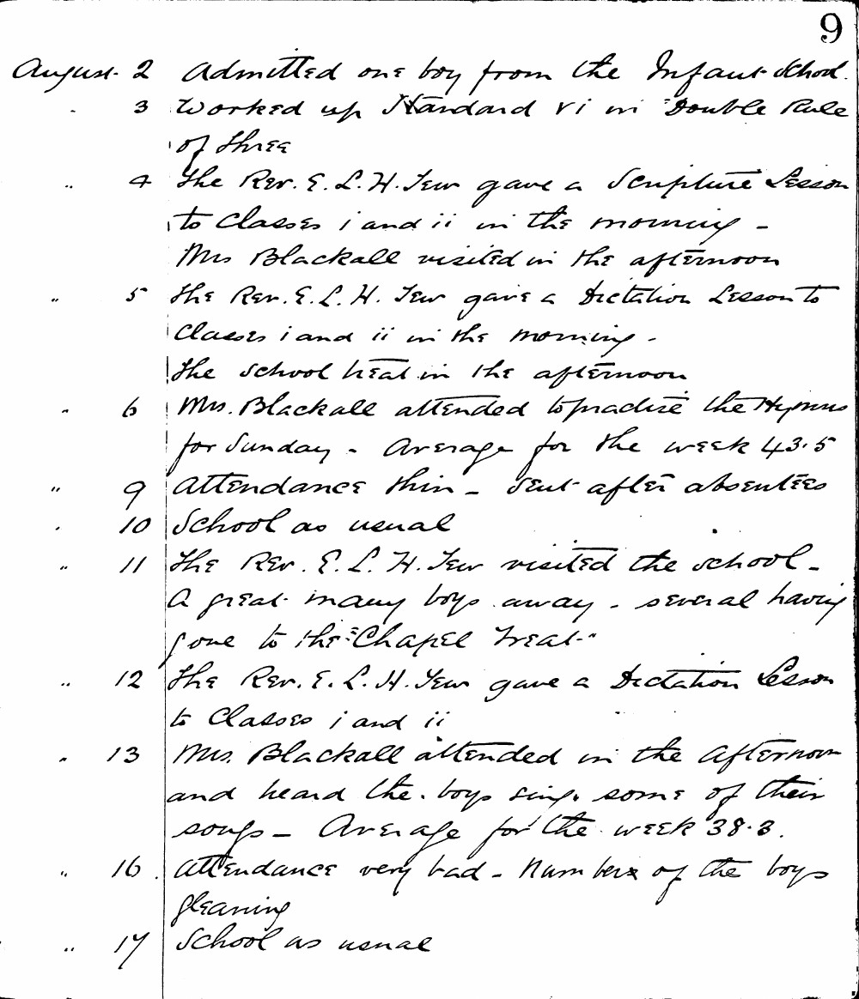 9
August 2 Admitted one boy from the Infant School.
" 3 Worked up Standard vi in Double Rule
of Three
" 4 The Rev. E. L. H. Tew gave a Scripture Lesson
to Classes i and ii in the morning -
Mrs Blackall visited in the afternoon
" 5 The Rev. E. L. H. Tew gave a Dictation Lesson to
Classes i and ii in the morning -
The School treat in the afternoon
" 6 Mrs. Blackall attended to practise the Hymns
for Sunday - Average for the week 43.5
" 9 Attendance thin - Sent after absentees
" 10 School as usual
" 11 The Rev. E. L. H. Tew visited the school -
A great many boys away - several having
gone to the "Chapel Treat"
" 12 The Rev. E. L. H. Tew gave a Dictation Lesson
to Classes i and ii
" 13 Mrs. Blackall attended in the afternoon
and heard the boys sing some of their
songs - Average for the week 38.3.
" 16 Attendance very bad - Numbers of the boys
gleaning
" 17 School as usual